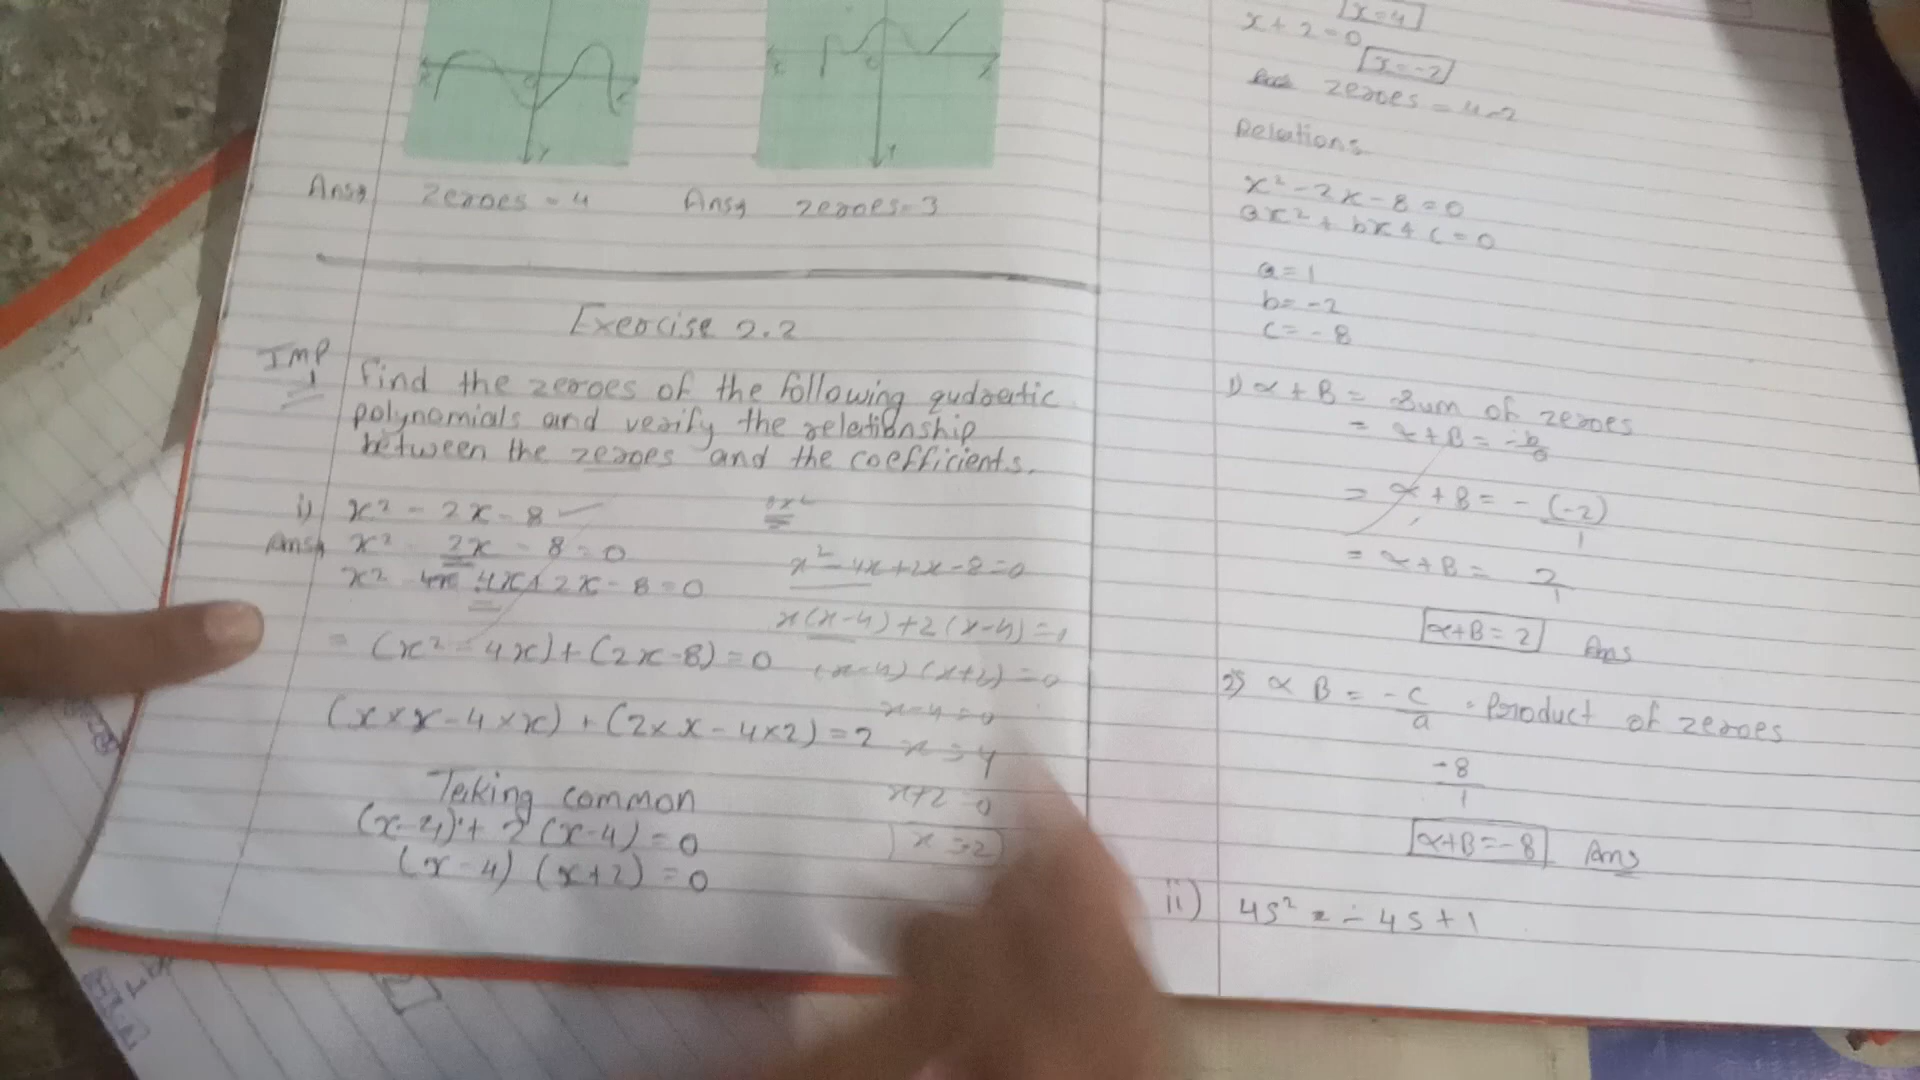 Ans, zeroes = 4
Ans, zeroes = 3
Exercise 2.2
IMP
1 find the zeroes of the following qudratic
polynomials and verify the relationship
between the zeroes and the coefficients.
i) x² - 2x - 8
Ans, x² - 2x - 8 = 0
x² 4x + 2x - 8 = 0
= (x² - 4x) + (2x - 8) = 0
(x × x - 4 × x) + (2 × x - 4 × 2) = 2
Taking common
(x - 4) + 2 (x - 4) = 0
(x - 4) (x + 2) = 0
x² - 4x + 2x - 8 = 0
x(x-4) + 2(x-4) =
(x-4) (x+2) = 0
x - 4 = 0
x = 4
x + 2 = 0
x = 2
x = 4
x + 2 = 0
x = -2
zeroes = 4, -2
Relations
x² - 2x - 8 = 0
ax² + bx + c = 0
a = 1
b = -2
c = -8
1) α + B = Sum of zeroes
= α + B = -b/a
= α + B = -(-2)/1
= α + B = 2/1
α + B = 2 Ans
2) α B = -c/a = Product of zeroes
-8/1
α + B = -8 Ans
ii) 4s² - 4s + 1